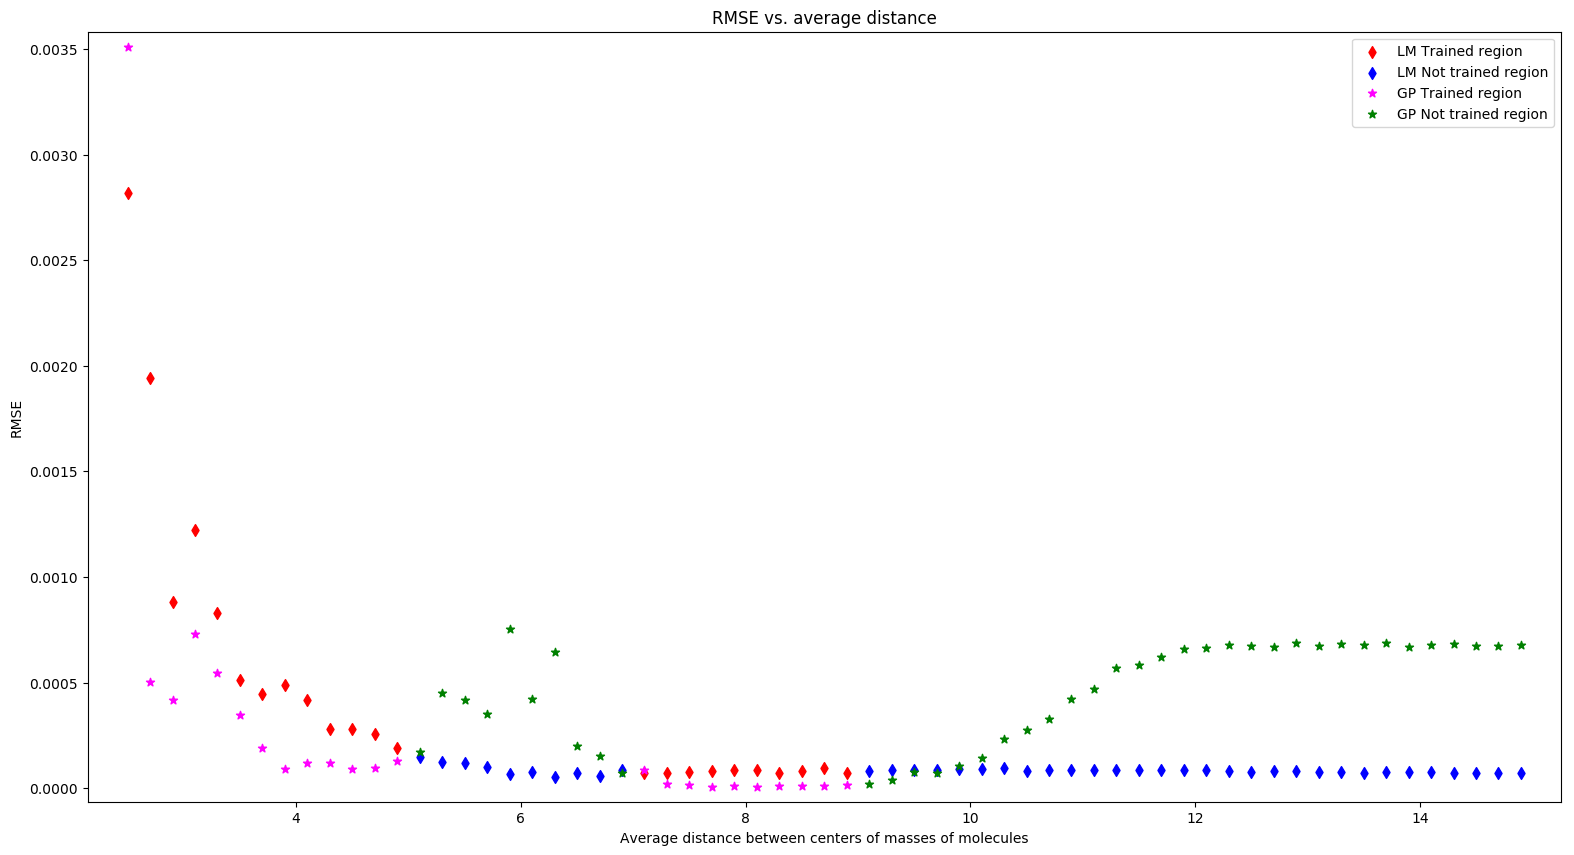 RMSE vs. average distance
LM Trained region
LM Not trained region
GP Trained region
GP Not trained region
RMSE
0.0035
0.0030
0.0025
0.0020
0.0015
0.0010
0.0005
0.0000
4
6
8
10
12
14
Average distance between centers of masses of molecules